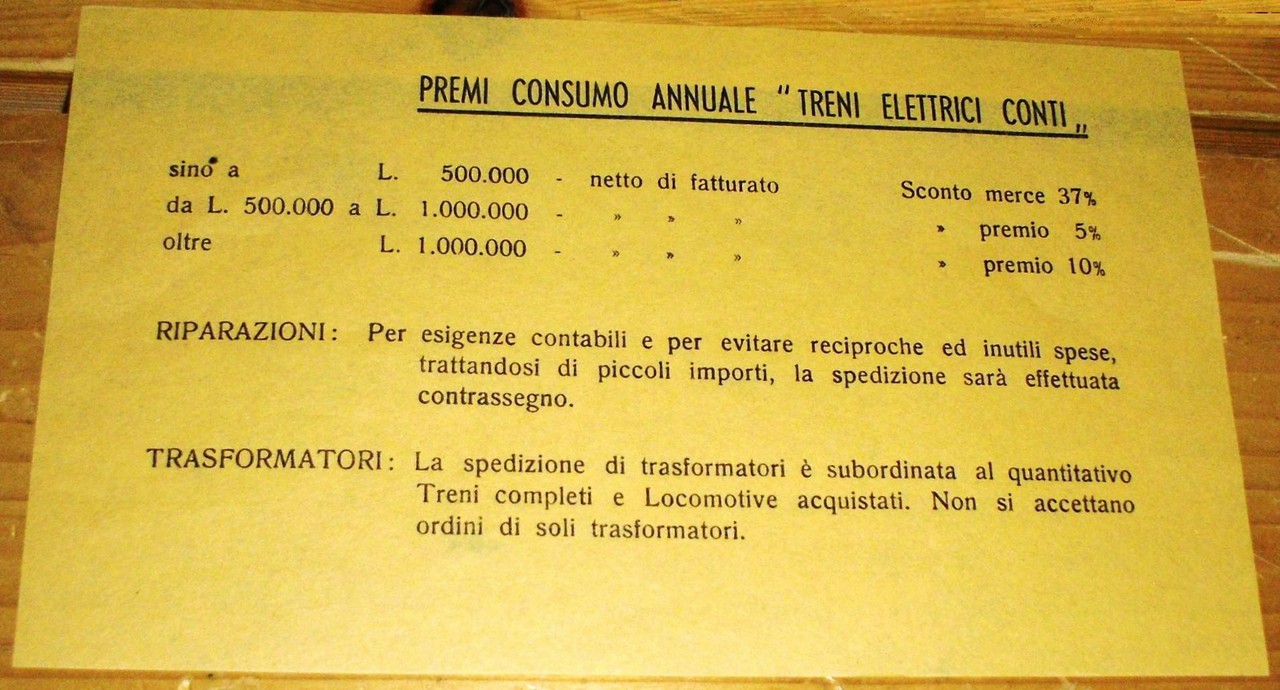 PREMI CONSUMO ANNUALE “TRENI ELETTRICI CONTI„
sino a L. 500.000 - netto di fatturato Sconto merce 37%
da L. 500.000 a L. 1.000.000 - » » » » premio 5%
oltre L. 1.000.000 - » » » » premio 10%
RIPARAZIONI: Per esigenze contabili e per evitare reciproche ed inutili spese,
trattandosi di piccoli importi, la spedizione sarà effettuata
contrassegno.
TRASFORMATORI: La spedizione di trasformatori è subordinata al quantitativo
Treni completi e Locomotive acquistati. Non si accettano
ordini di soli trasformatori.